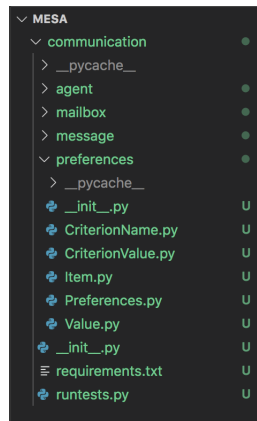 MESA
communication
__pycache__
agent
mailbox
message
preferences
__pycache__
__init__.py U
CriterionName.py U
CriterionValue.py U
Item.py U
Preferences.py U
Value.py U
__init__.py U
requirements.txt U
runtests.py U